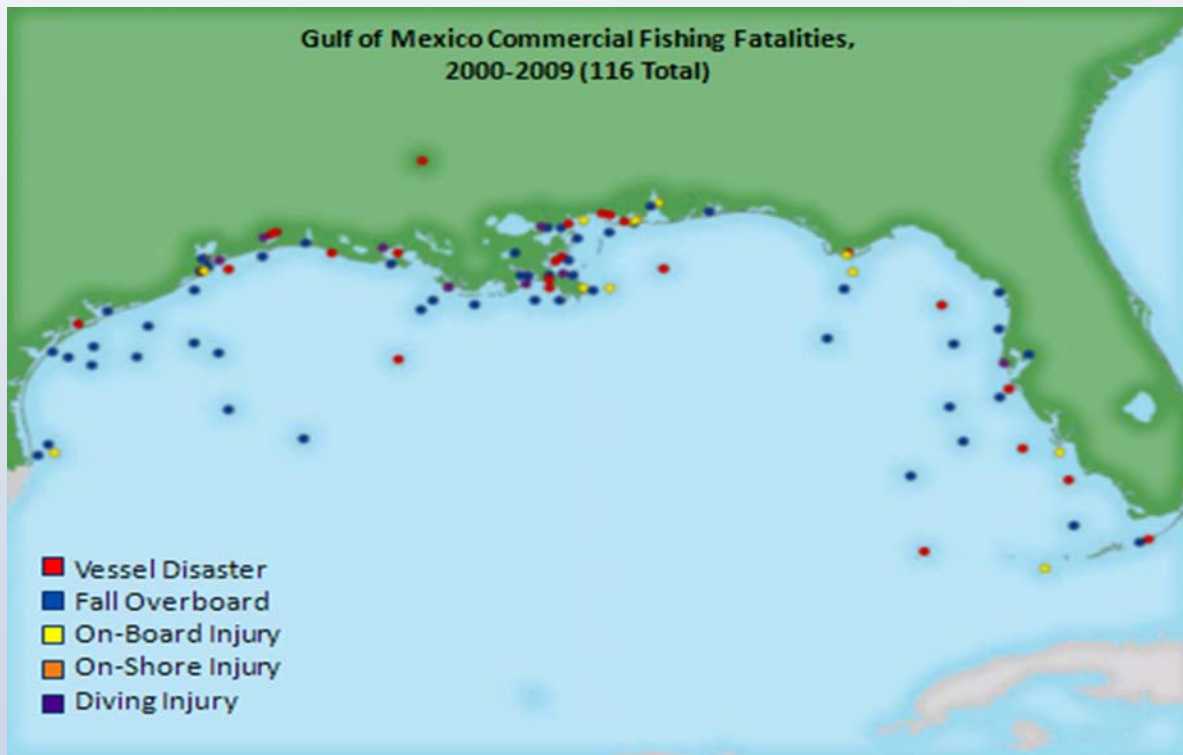 Gulf of Mexico Commercial Fishing Fatalities,
2000-2009 (116 Total)
Vessel Disaster
Fall Overboard
On-Board Injury
On-Shore Injury
Diving Injury